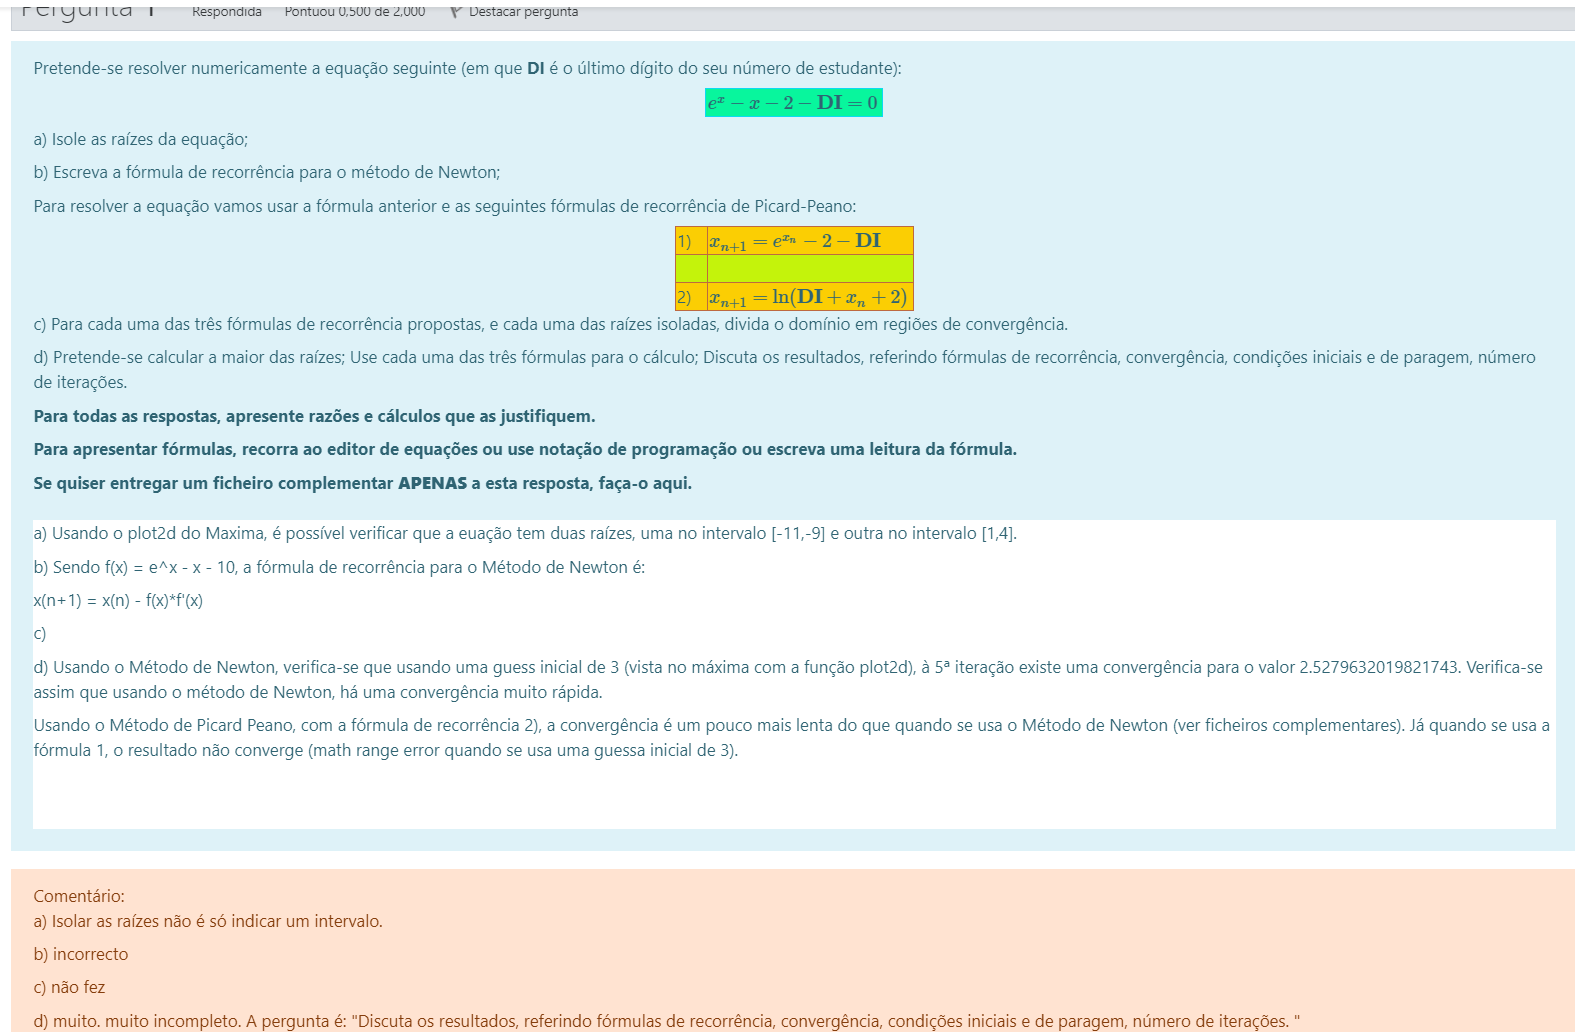 Pergunta 1 Respondida Pontuou 0,500 de 2,000 Destacar pergunta
Pretende-se resolver numericamente a equação seguinte (em que DI é o último dígito do seu número de estudante):
e^x − x − 2 − DI = 0
a) Isole as raízes da equação;
b) Escreva a fórmula de recorrência para o método de Newton;
Para resolver a equação vamos usar a fórmula anterior e as seguintes fórmulas de recorrência de Picard-Peano:
1) x_{n+1} = e^{x_n} − 2 − DI
2) x_{n+1} = ln(DI + x_n + 2)
c) Para cada uma das três fórmulas de recorrência propostas, e cada uma das raízes isoladas, divida o domínio em regiões de convergência.
d) Pretende-se calcular a maior das raízes; Use cada uma das três fórmulas para o cálculo; Discuta os resultados, referindo fórmulas de recorrência, convergência, condições iniciais e de paragem, número
de iterações.
Para todas as respostas, apresente razões e cálculos que as justifiquem.
Para apresentar fórmulas, recorra ao editor de equações ou use notação de programação ou escreva uma leitura da fórmula.
Se quiser entregar um ficheiro complementar APENAS a esta resposta, faça-o aqui.
a) Usando o plot2d do Maxima, é possível verificar que a euação tem duas raízes, uma no intervalo [-11,-9] e outra no intervalo [1,4].
b) Sendo f(x) = e^x - x - 10, a fórmula de recorrência para o Método de Newton é:
x(n+1) = x(n) - f(x)*f'(x)
c)
d) Usando o Método de Newton, verifica-se que usando uma guess inicial de 3 (vista no máxima com a função plot2d), à 5ª iteração existe uma convergência para o valor 2.5279632019821743. Verifica-se
assim que usando o método de Newton, há uma convergência muito rápida.
Usando o Método de Picard Peano, com a fórmula de recorrência 2), a convergência é um pouco mais lenta do que quando se usa o Método de Newton (ver ficheiros complementares). Já quando se usa a
fórmula 1, o resultado não converge (math range error quando se usa uma guessa inicial de 3).
Comentário:
a) Isolar as raízes não é só indicar um intervalo.
b) incorrecto
c) não fez
d) muito. muito incompleto. A pergunta é: "Discuta os resultados, referindo fórmulas de recorrência, convergência, condições iniciais e de paragem, número de iterações. "